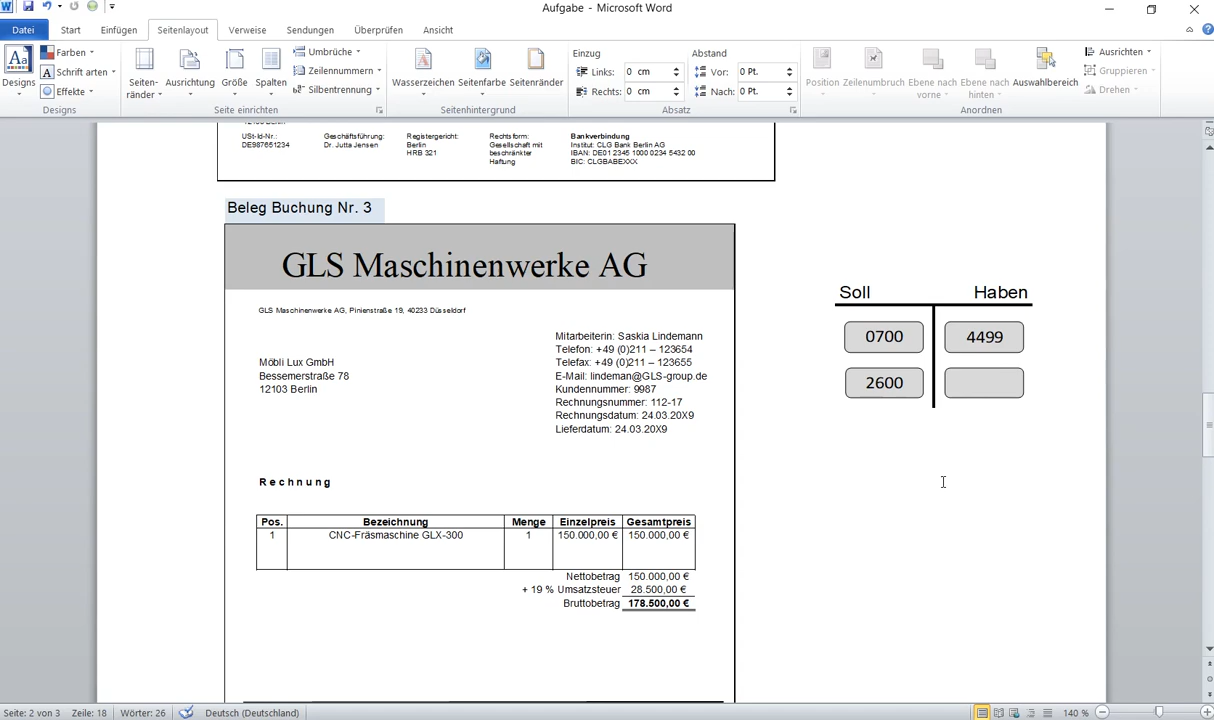 Aufgabe - Microsoft Word
Datei Start Einfügen Seitenlayout Verweise Sendungen Überprüfen Ansicht
Designs
Farben
Schrift arten
Effekte
Designs
Seiten-
ränder
Ausrichtung
Größe
Spalten
Umbrüche
Zeilennummern
Silbentrennung
Seite einrichten
Wasserzeichen
Seitenfarbe
Seitenränder
Seitenhintergrund
Einzug
Links: 0 cm
Rechts: 0 cm
Abstand
Vor: 0 Pt.
Nach: 0 Pt.
Absatz
Position
Zeilenumbruch
Ebene nach
vorne
Ebene nach
hinten
Auswahlbereich
Ausrichten
Gruppieren
Drehen
Anordnen
USt-Id-Nr.:
DE987651234
Geschäftsführung:
Dr. Jutta Jensen
Registergericht:
Berlin
HRB 321
Rechtsform:
Gesellschaft mit
beschränkter
Haftung
Bankverbindung
Institut: CLG Bank Berlin AG
IBAN: DE01 2345 1000 0234 5432 00
BIC: CLGBABEXXX
Beleg Buchung Nr. 3
GLS Maschinenwerke AG
GLS Maschinenwerke AG, Pinienstraße 19, 40233 Düsseldorf
Möbli Lux GmbH
Bessemerstraße 78
12103 Berlin
Mitarbeiterin: Saskia Lindemann
Telefon: +49 (0)211 – 123654
Telefax: +49 (0)211 – 123655
E-Mail: lindeman@GLS-group.de
Kundennummer: 9987
Rechnungsnummer: 112-17
Rechnungsdatum: 24.03.20X9
Lieferdatum: 24.03.20X9
Rechnung
Pos. Bezeichnung Menge Einzelpreis Gesamtpreis
1 CNC-Fräsmaschine GLX-300 1 150.000,00 € 150.000,00 €
Nettobetrag 150.000,00 €
+ 19 % Umsatzsteuer 28.500,00 €
Bruttobetrag 178.500,00 €
Soll Haben
0700 4499
2600
Seite: 2 von 3 Zeile: 18 Wörter: 26 Deutsch (Deutschland) 140 %